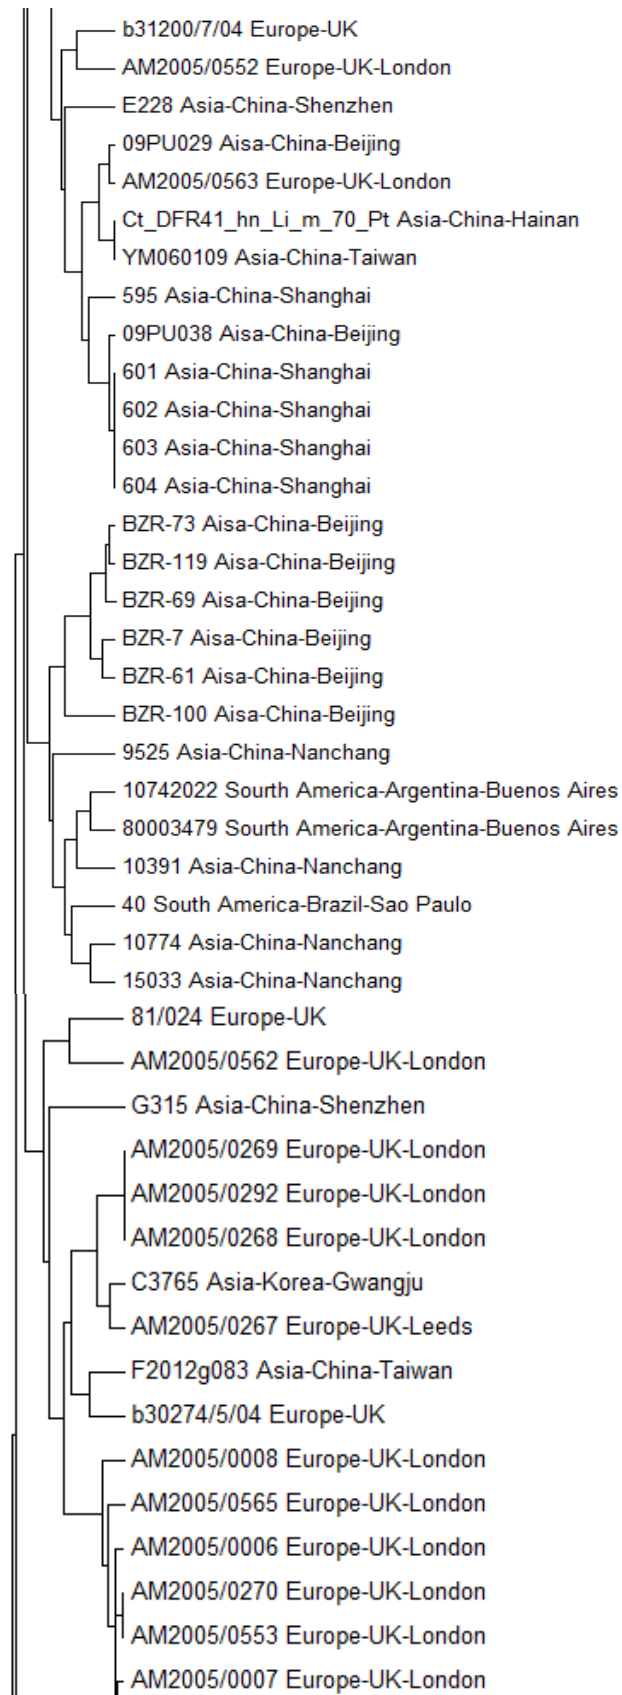 b31200/7/04 Europe-UK
AM2005/0552 Europe-UK-London
E228 Asia-China-Shenzhen
09PU029 Aisa-China-Beijing
AM2005/0563 Europe-UK-London
Ct_DFR41_hn_Li_m_70_Pt Asia-China-Hainan
YM060109 Asia-China-Taiwan
595 Asia-China-Shanghai
09PU038 Aisa-China-Beijing
601 Asia-China-Shanghai
602 Asia-China-Shanghai
603 Asia-China-Shanghai
604 Asia-China-Shanghai
BZR-73 Aisa-China-Beijing
BZR-119 Aisa-China-Beijing
BZR-69 Aisa-China-Beijing
BZR-7 Aisa-China-Beijing
BZR-61 Aisa-China-Beijing
BZR-100 Aisa-China-Beijing
9525 Asia-China-Nanchang
10742022 Sourth America-Argentina-Buenos Aires
80003479 Sourth America-Argentina-Buenos Aires
10391 Asia-China-Nanchang
40 South America-Brazil-Sao Paulo
10774 Asia-China-Nanchang
15033 Asia-China-Nanchang
81/024 Europe-UK
AM2005/0562 Europe-UK-London
G315 Asia-China-Shenzhen
AM2005/0269 Europe-UK-London
AM2005/0292 Europe-UK-London
AM2005/0268 Europe-UK-London
C3765 Asia-Korea-Gwangju
AM2005/0267 Europe-UK-Leeds
F2012g083 Asia-China-Taiwan
b30274/5/04 Europe-UK
AM2005/0008 Europe-UK-London
AM2005/0565 Europe-UK-London
AM2005/0006 Europe-UK-London
AM2005/0270 Europe-UK-London
AM2005/0553 Europe-UK-London
AM2005/0007 Europe-UK-London